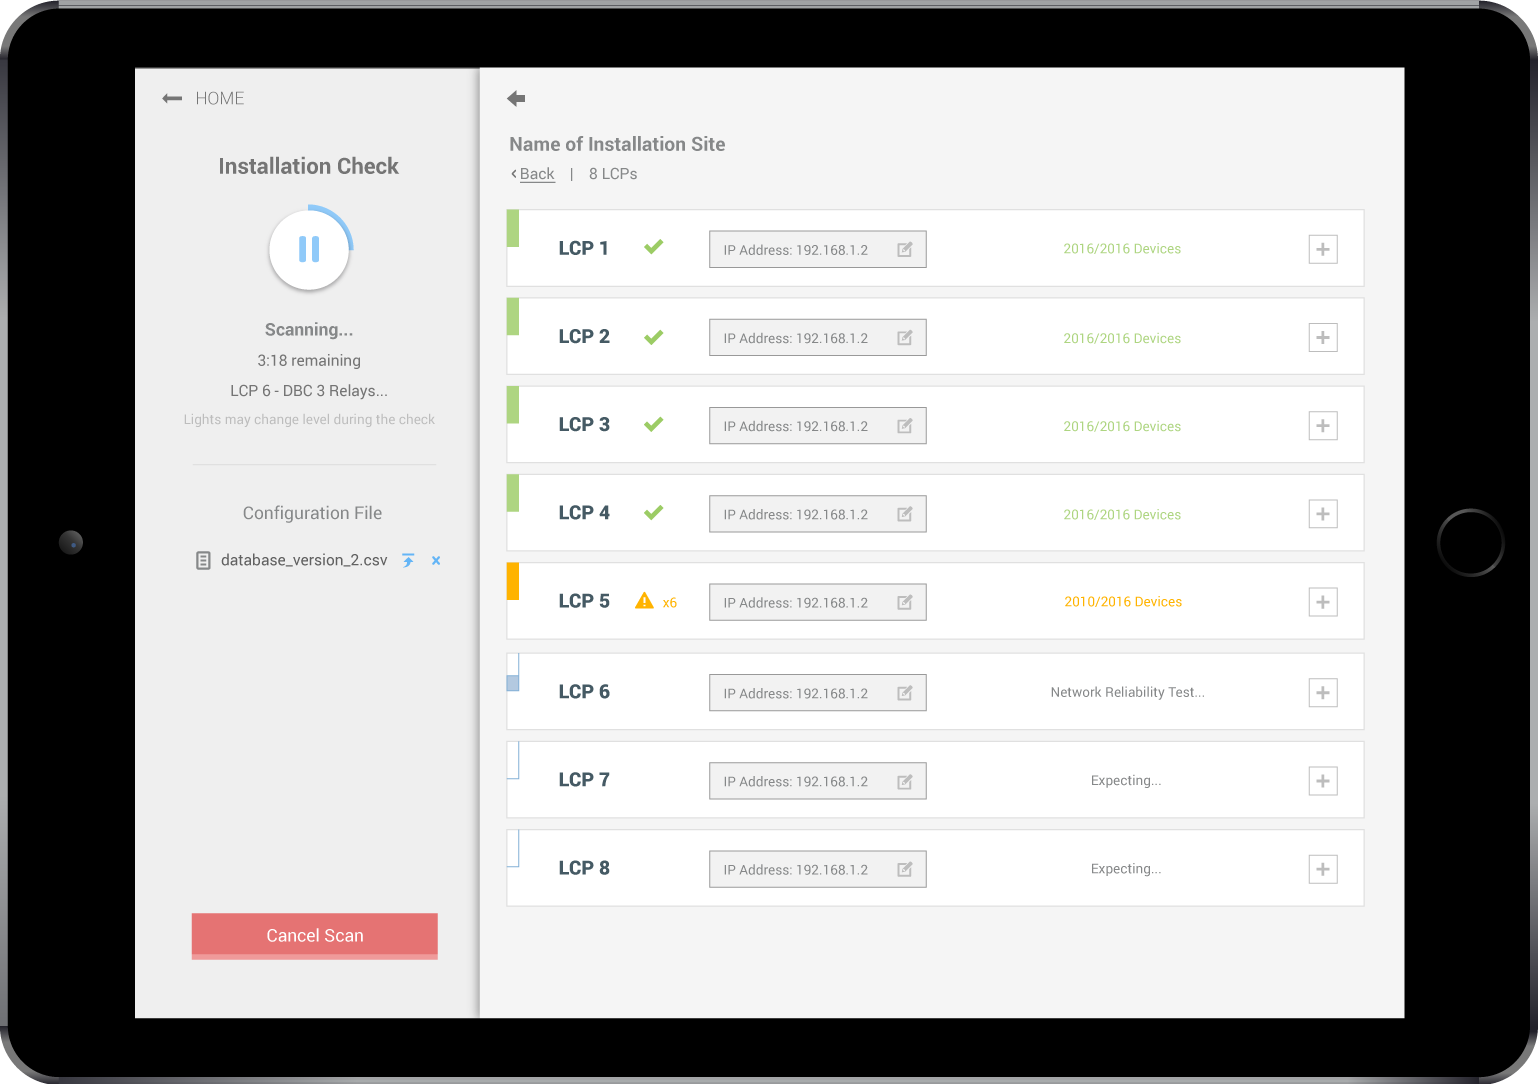 HOME
Installation Check
Scanning...
3:18 remaining
LCP 6 - DBC 3 Relays...
Lights may change level during the check
Configuration File
database_version_2.csv
Cancel Scan
Name of Installation Site
Back | 8 LCPs
LCP 1 IP Address: 192.168.1.2 2016/2016 Devices
LCP 2 IP Address: 192.168.1.2 2016/2016 Devices
LCP 3 IP Address: 192.168.1.2 2016/2016 Devices
LCP 4 IP Address: 192.168.1.2 2016/2016 Devices
LCP 5 x6 IP Address: 192.168.1.2 2010/2016 Devices
LCP 6 IP Address: 192.168.1.2 Network Reliability Test...
LCP 7 IP Address: 192.168.1.2 Expecting...
LCP 8 IP Address: 192.168.1.2 Expecting...